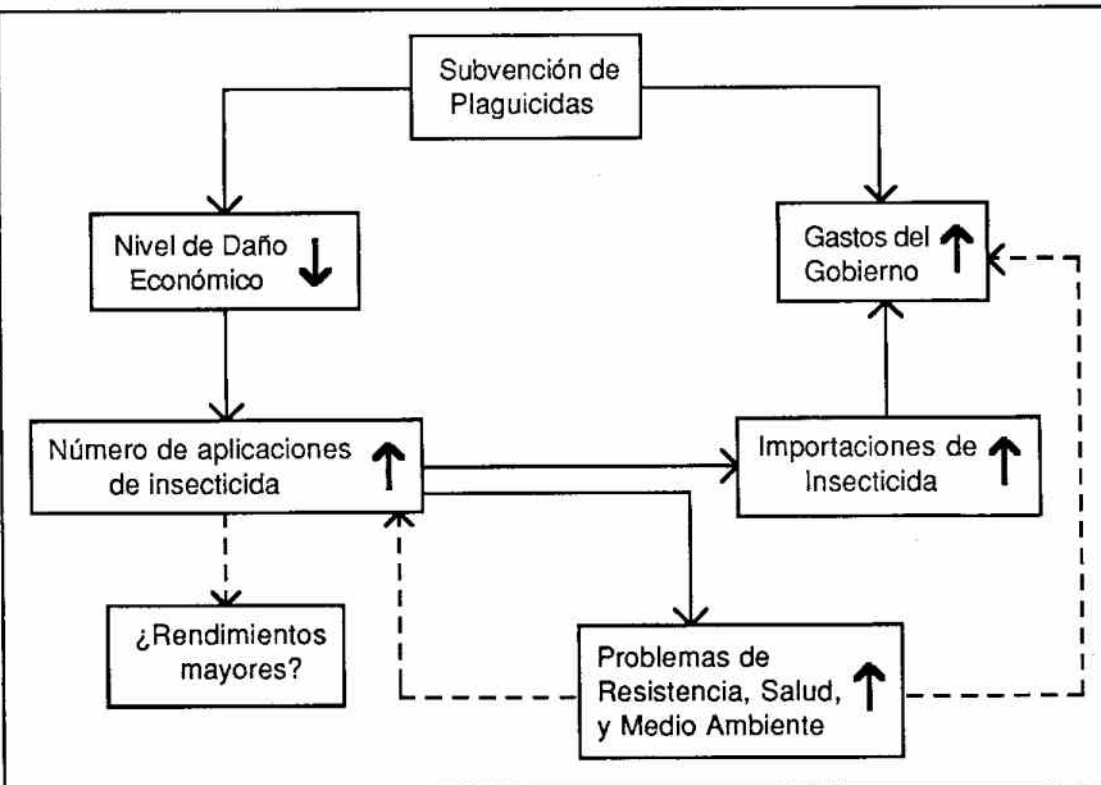 Subvención de
Plaguicidas
Nivel de Daño
Económico
Gastos del
Gobierno
Número de aplicaciones
de insecticida
Importaciones de
Insecticida
¿Rendimientos
mayores?
Problemas de
Resistencia, Salud,
y Medio Ambiente